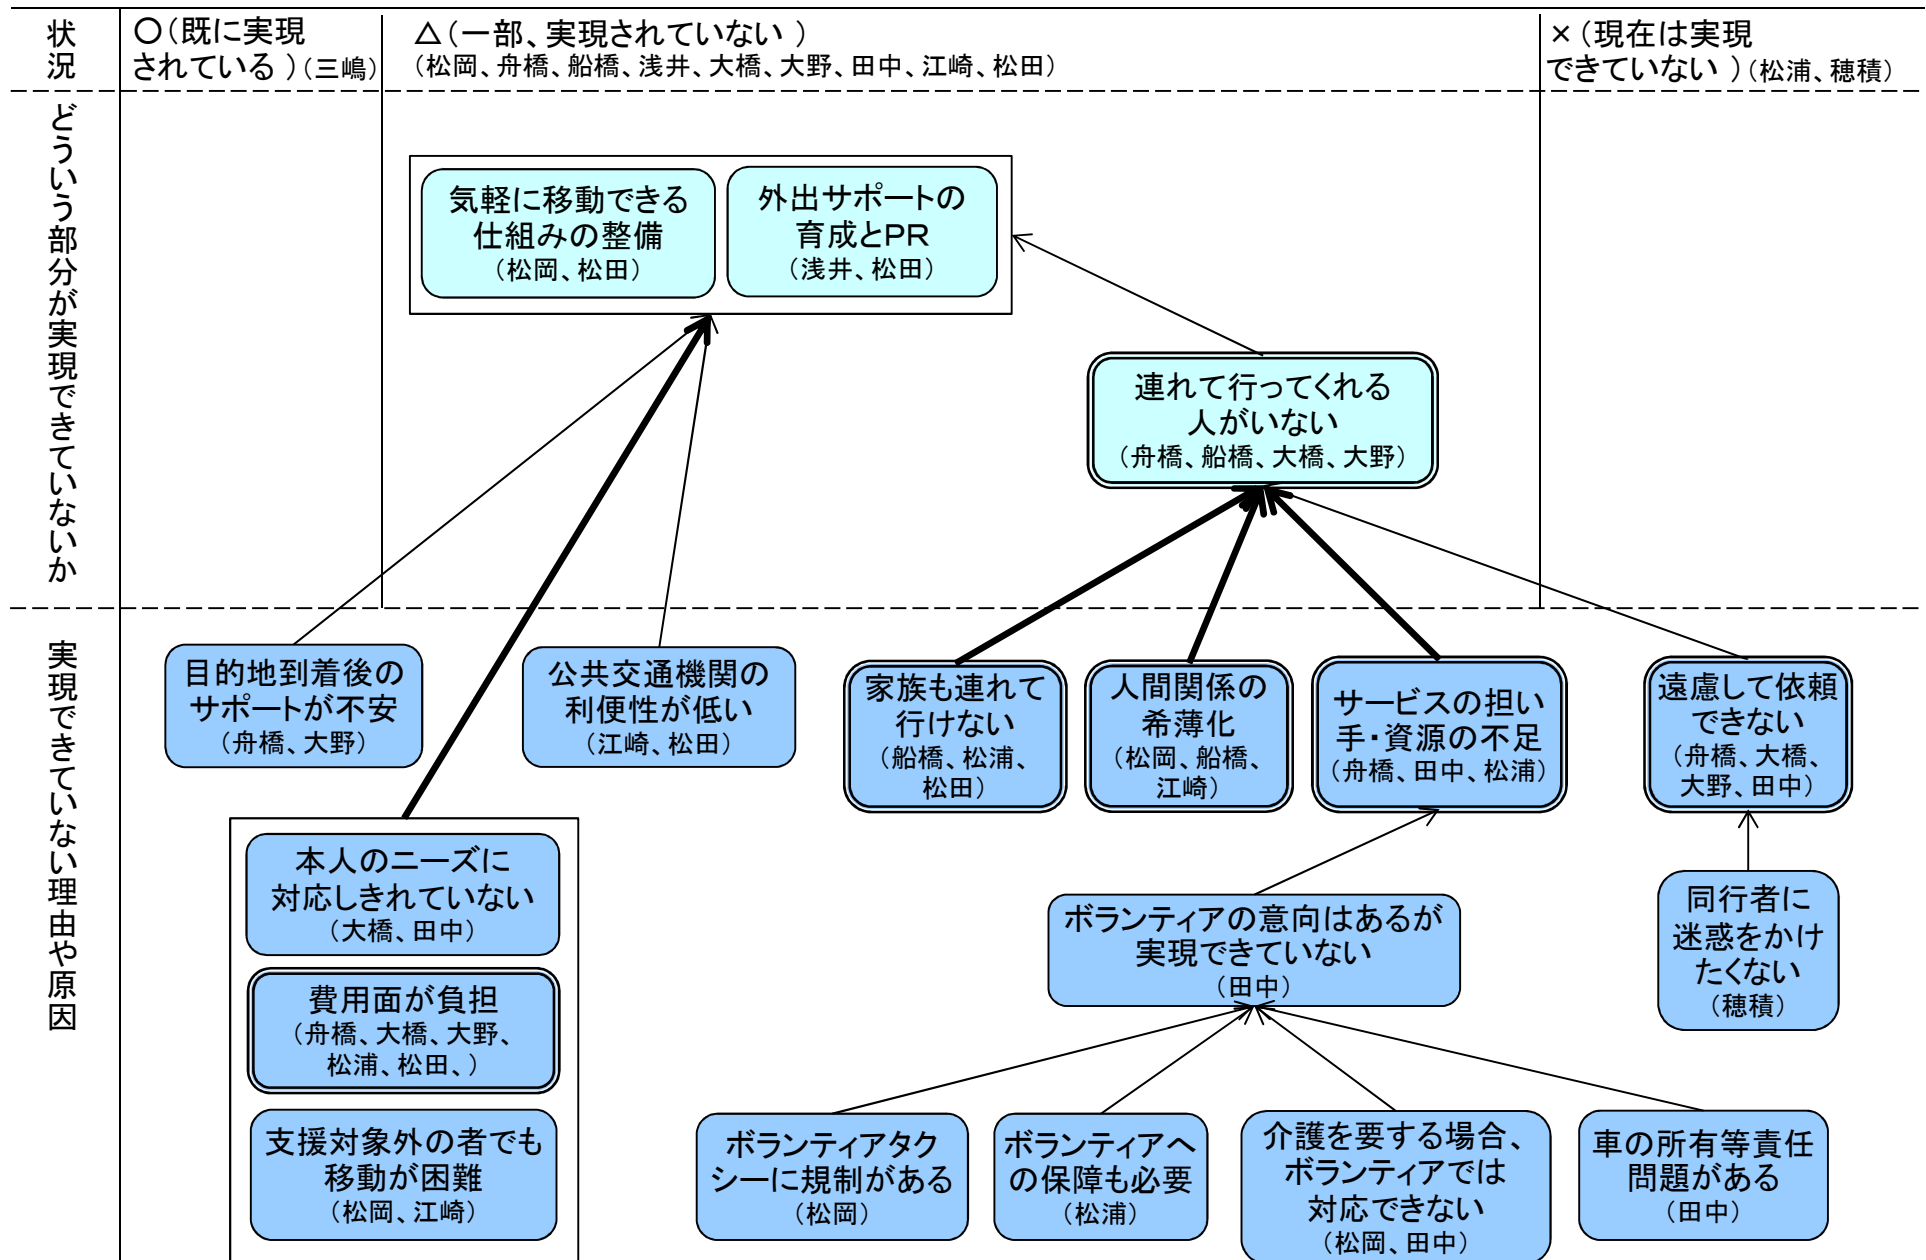 状況
〇(既に実現
されている )(三嶋)
△(一部、実現されていない )
(松岡、舟橋、船橋、浅井、大橋、大野、田中、江崎、松田)
×(現在は実現
できていない )(松浦、穂積)
どういう部分が実現できていないか
気軽に移動できる
仕組みの整備
(松岡、松田)
外出サポートの
育成とPR
(浅井、松田)
連れて行ってくれる
人がいない
(舟橋、船橋、大橋、大野)
実現できていない理由や原因
目的地到着後の
サポートが不安
(舟橋、大野)
公共交通機関の
利便性が低い
(江崎、松田)
家族も連れて
行けない
(船橋、松浦、
松田)
人間関係の
希薄化
(松岡、船橋、
江崎)
サービスの担い
手・資源の不足
(舟橋、田中、松浦)
遠慮して依頼
できない
(舟橋、大橋、
大野、田中)
本人のニーズに
対応しきれていない
(大橋、田中)
費用面が負担
(舟橋、大橋、大野、
松浦、松田、)
支援対象外の者でも
移動が困難
(松岡、江崎)
ボランティアの意向はあるが
実現できていない
(田中)
同行者に
迷惑をかけ
たくない
(穂積)
ボランティアタク
シーに規制がある
(松岡)
ボランティアへ
の保障も必要
(松浦)
介護を要する場合、
ボランティアでは
対応できない
(松岡、田中)
車の所有等責任
問題がある
(田中)